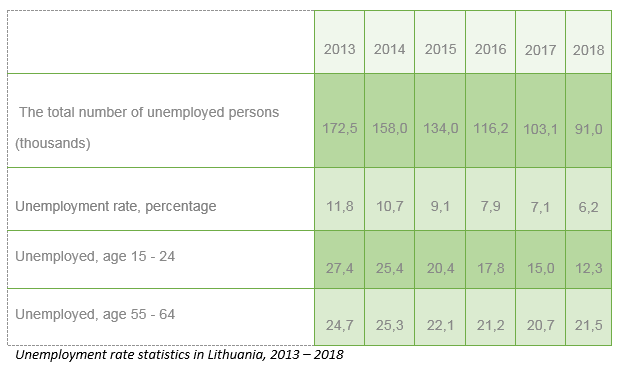 2013 2014 2015 2016 2017 2018
The total number of unemployed persons
(thousands)
172,5 158,0 134,0 116,2 103,1 91,0
Unemployment rate, percentage 11,8 10,7 9,1 7,9 7,1 6,2
Unemployed, age 15 - 24
27,4 25,4 20,4 17,8 15,0 12,3
Unemployed, age 55 - 64
24,7 25,3 22,1 21,2 20,7 21,5
Unemployment rate statistics in Lithuania, 2013 – 2018